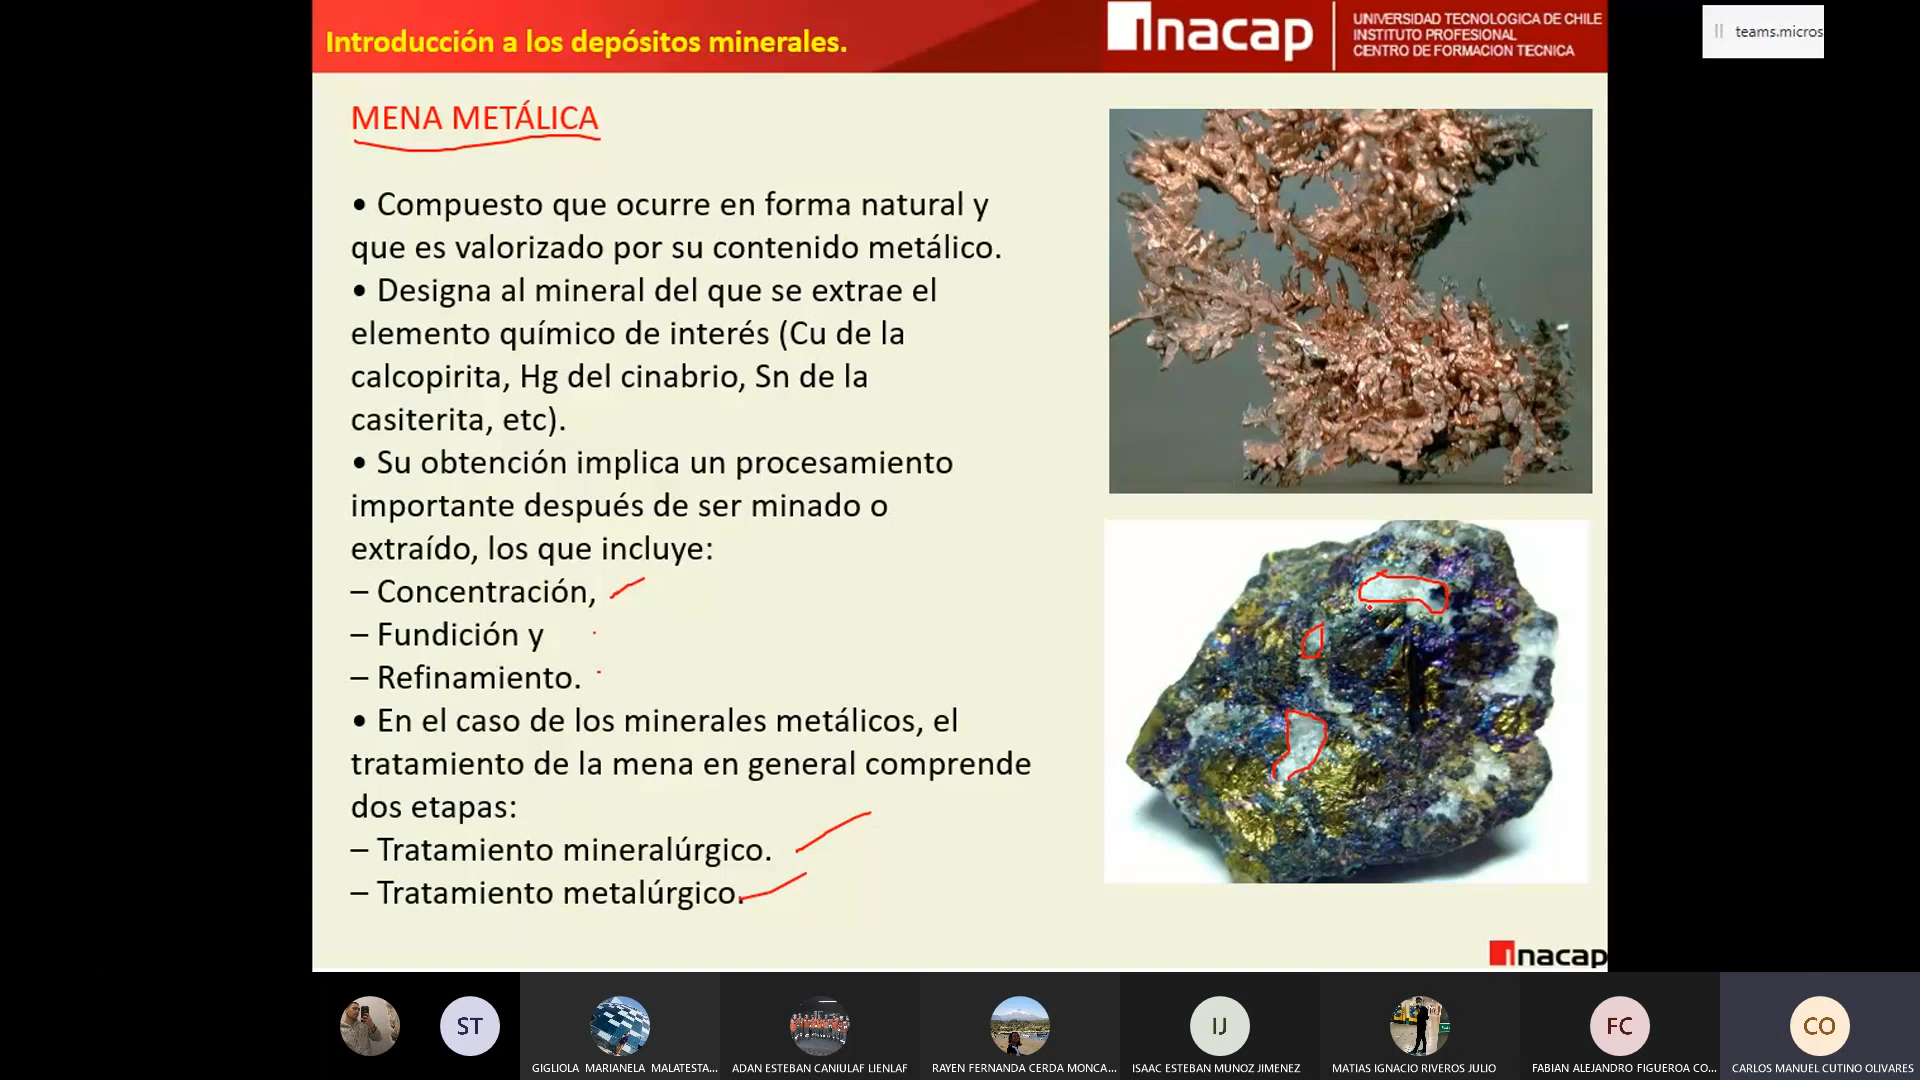 Introducción a los depósitos minerales.
inacap
UNIVERSIDAD TECNOLOGICA DE CHILE
INSTITUTO PROFESIONAL
CENTRO DE FORMACION TECNICA
teams.micros
MENA METÁLICA
• Compuesto que ocurre en forma natural y
que es valorizado por su contenido metálico.
• Designa al mineral del que se extrae el
elemento químico de interés (Cu de la
calcopirita, Hg del cinabrio, Sn de la
casiterita, etc).
• Su obtención implica un procesamiento
importante después de ser minado o
extraído, los que incluye:
– Concentración,
– Fundición y
– Refinamiento.
• En el caso de los minerales metálicos, el
tratamiento de la mena en general comprende
dos etapas:
– Tratamiento mineralúrgico.
– Tratamiento metalúrgico.
inacap
ST
IJ
FC
CO
GIGLIOLA MARIANELA MALATESTA...
ADAN ESTEBAN CANIULAF LIENLAF
RAYEN FERNANDA CERDA MONCA...
ISAAC ESTEBAN MUNOZ JIMENEZ
MATIAS IGNACIO RIVEROS JULIO
FABIAN ALEJANDRO FIGUEROA CO...
CARLOS MANUEL CUTINO OLIVARES